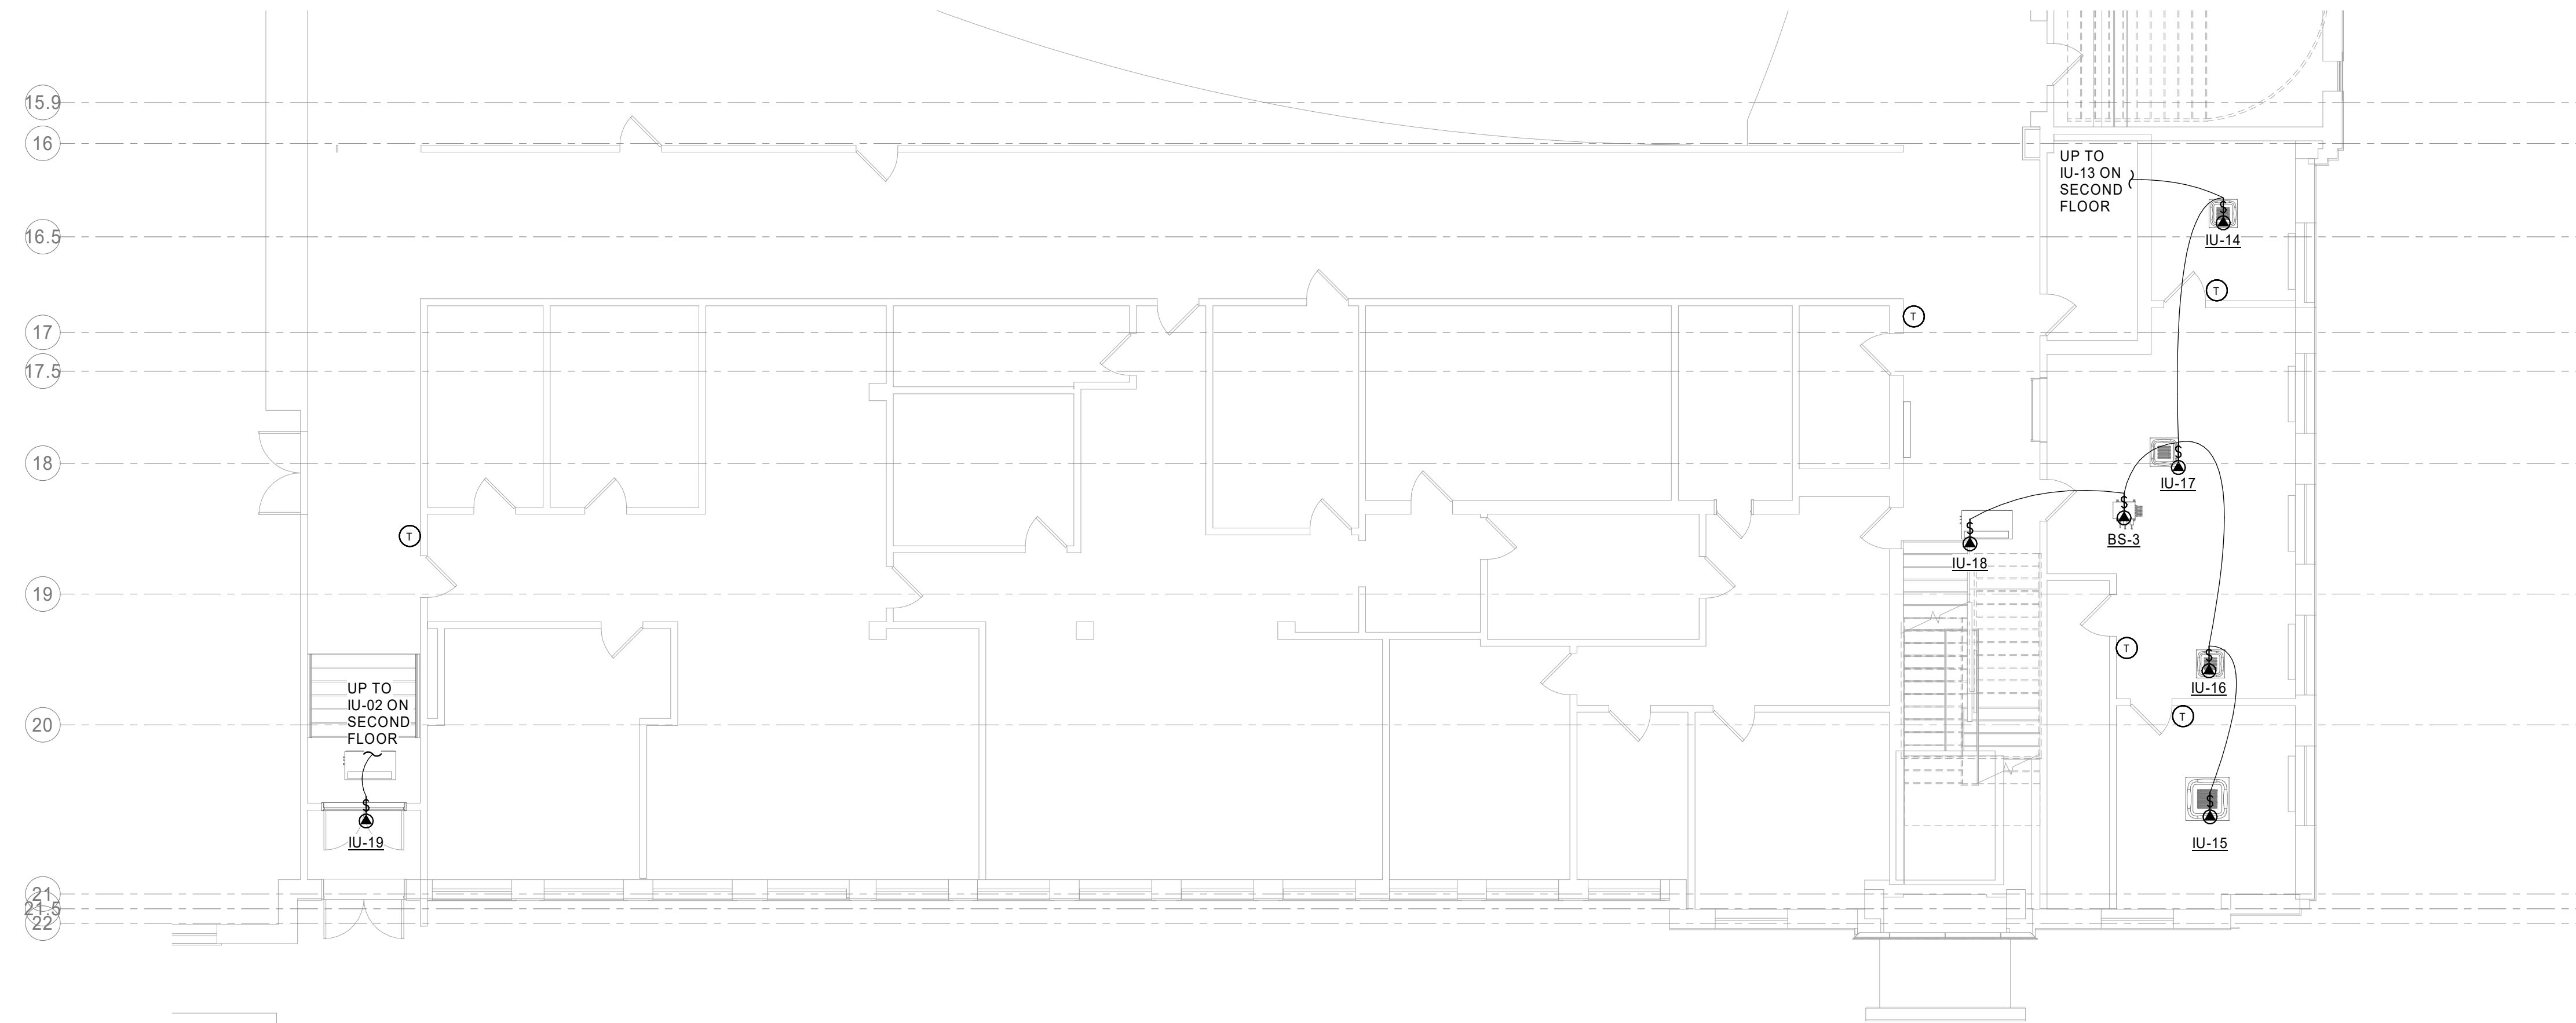 15.9
16
UP TO
IU-13 ON
SECOND
FLOOR
S
16.5
IU-14
T
T
17
17.5
18
S
IU-17
S
BS-3
S
IU-18
T
19
T
S
IU-16
UP TO
IU-02 ON
SECOND
FLOOR
T
20
S
IU-15
S
IU-19
21
21.5
22